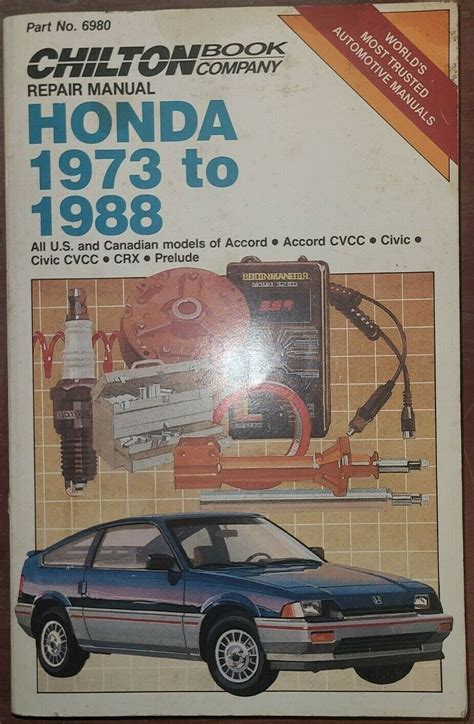 Part No. 6980
CHILTON BOOK COMPANY
REPAIR MANUAL
WORLD'S
MOST TRUSTED
AUTOMOTIVE MANUALS
HONDA
1973 to
1988
All U.S. and Canadian models of Accord • Accord CVCC • Civic •
Civic CVCC • CRX • Prelude